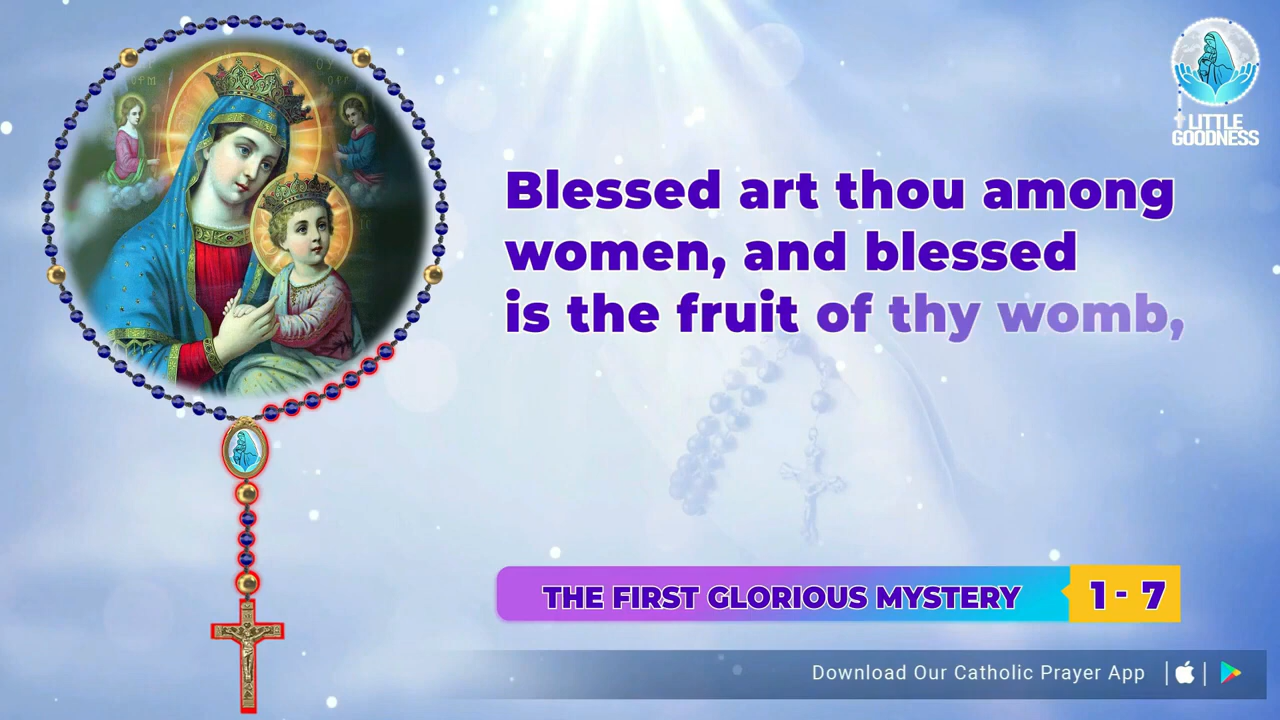 LITTLE
GOODNESS
Blessed art thou among
women, and blessed
is the fruit of thy womb,
THE FIRST GLORIOUS MYSTERY
1 - 7
Download Our Catholic Prayer App